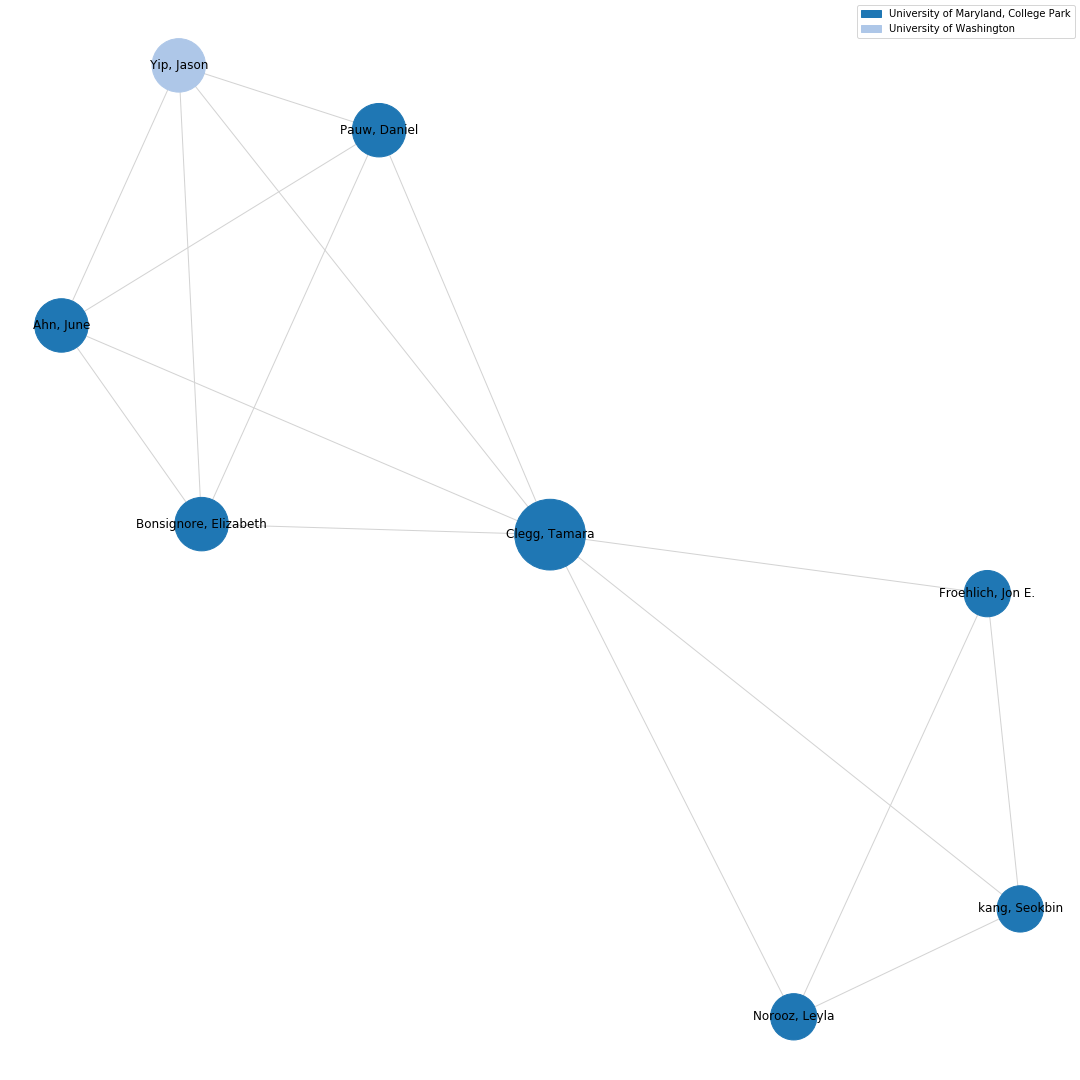 University of Maryland, College Park
University of Washington
Yip, Jason
Pauw, Daniel
Ahn, June
Bonsignore, Elizabeth
Clegg, Tamara
Froehlich, Jon E.
kang, Seokbin
Norooz, Leyla